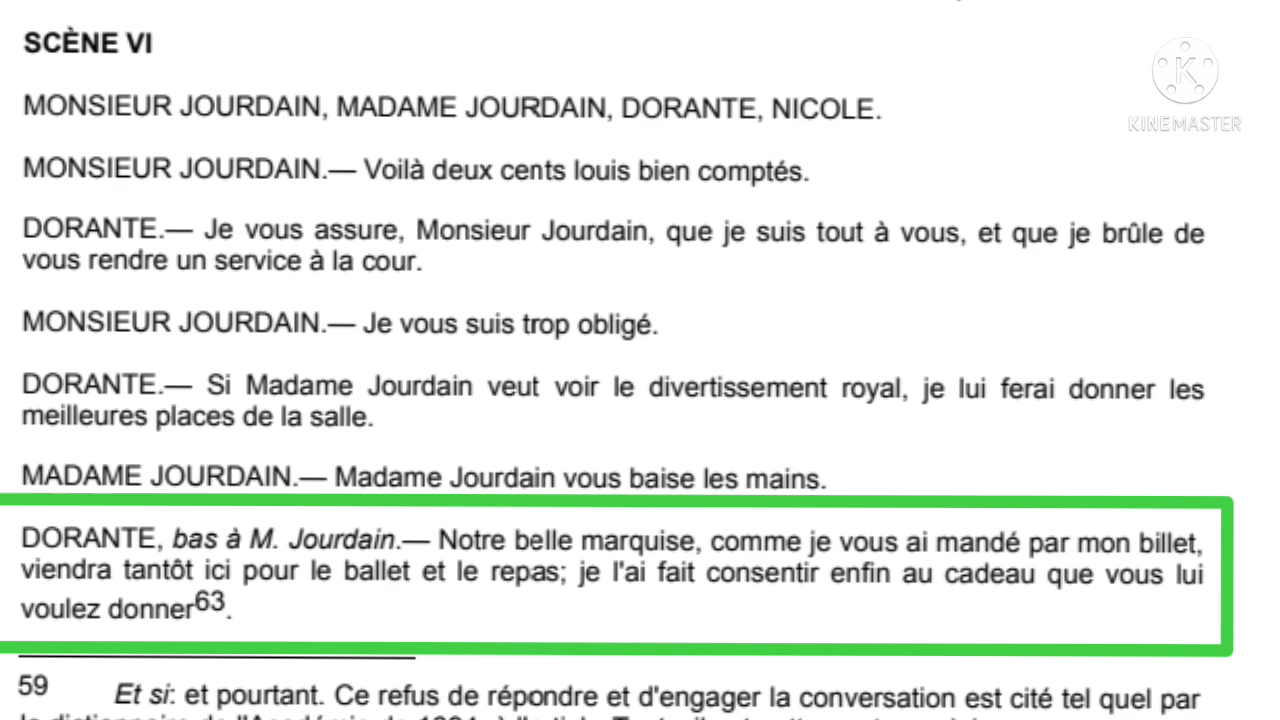 SCÈNE VI
KINEMASTER
MONSIEUR JOURDAIN, MADAME JOURDAIN, DORANTE, NICOLE.
MONSIEUR JOURDAIN.— Voilà deux cents louis bien comptés.
DORANTE.— Je vous assure, Monsieur Jourdain, que je suis tout à vous, et que je brûle de
vous rendre un service à la cour.
MONSIEUR JOURDAIN.— Je vous suis trop obligé.
DORANTE.— Si Madame Jourdain veut voir le divertissement royal, je lui ferai donner les
meilleures places de la salle.
MADAME JOURDAIN.— Madame Jourdain vous baise les mains.
DORANTE, bas à M. Jourdain.— Notre belle marquise, comme je vous ai mandé par mon billet,
viendra tantôt ici pour le ballet et le repas; je l'ai fait consentir enfin au cadeau que vous lui
voulez donner63.
59 Et si: et pourtant. Ce refus de répondre et d'engager la conversation est cité tel quel par